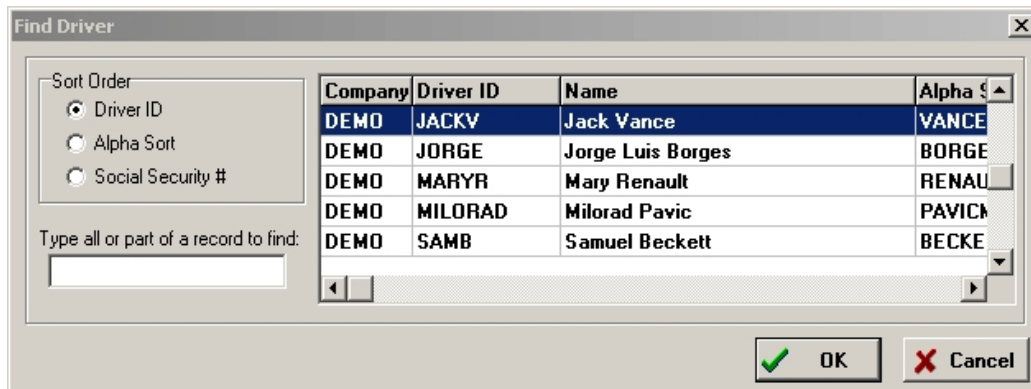 Find Driver
Sort Order
Driver ID
Alpha Sort
Social Security #
Type all or part of a record to find:
Company Driver ID Name Alpha S
DEMO JACKV Jack Vance VANCE
DEMO JORGE Jorge Luis Borges BORGE
DEMO MARYR Mary Renault RENAU
DEMO MILORAD Milorad Pavic PAVICM
DEMO SAMB Samuel Beckett BECKE
OK
Cancel